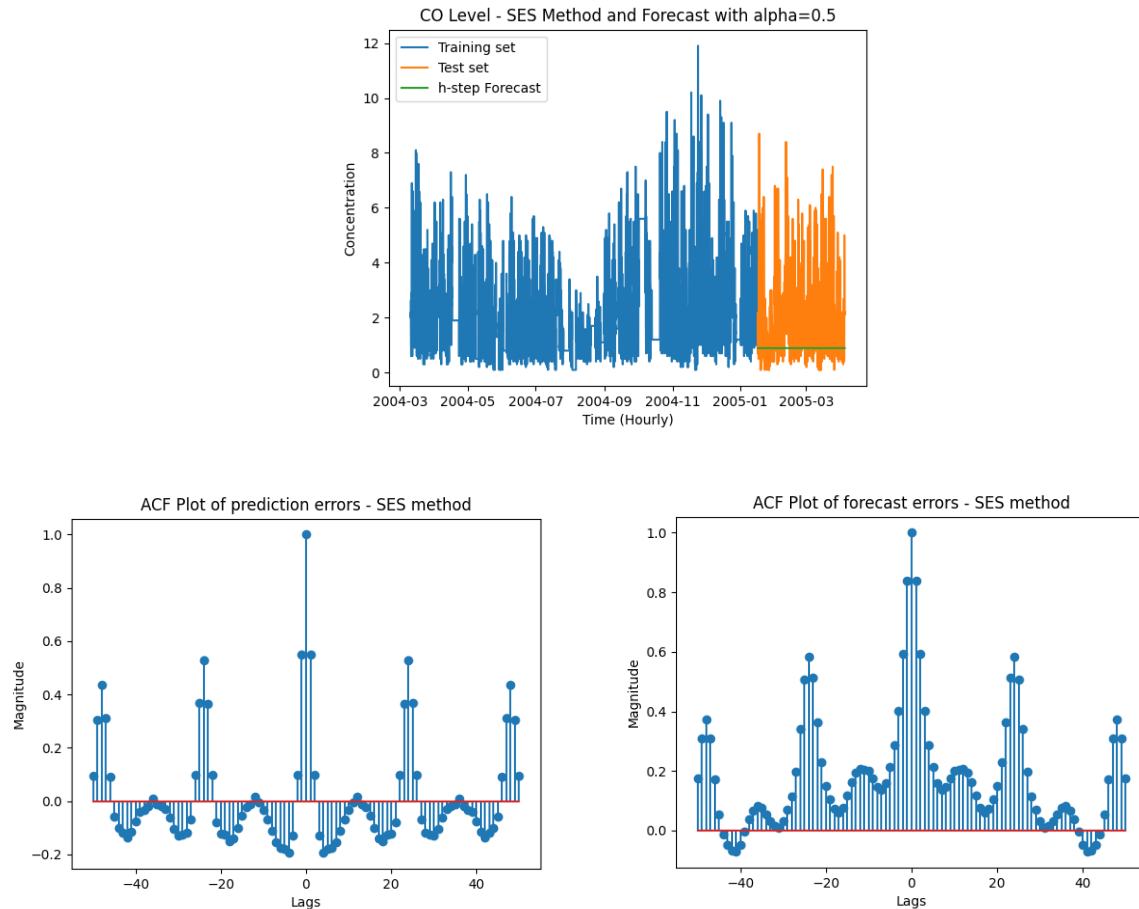 CO Level - SES Method and Forecast with alpha=0.5
Training set
Test set
h-step Forecast
12
10
8
6
4
2
0
Concentration
2004-03 2004-05 2004-07 2004-09 2004-11 2005-01 2005-03
Time (Hourly)
ACF Plot of prediction errors - SES method
1.0
0.8
0.6
0.4
0.2
0.0
−0.2
Magnitude
−40 −20 0 20 40
Lags
ACF Plot of forecast errors - SES method
1.0
0.8
0.6
0.4
0.2
0.0
Magnitude
−40 −20 0 20 40
Lags